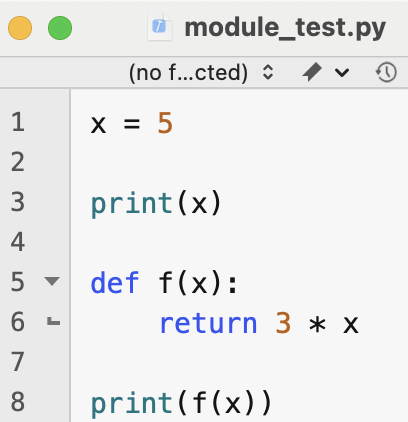 module_test.py
(no f...cted)
1 x = 5
2
3 print(x)
4
5 def f(x):
6     return 3 * x
7
8 print(f(x))